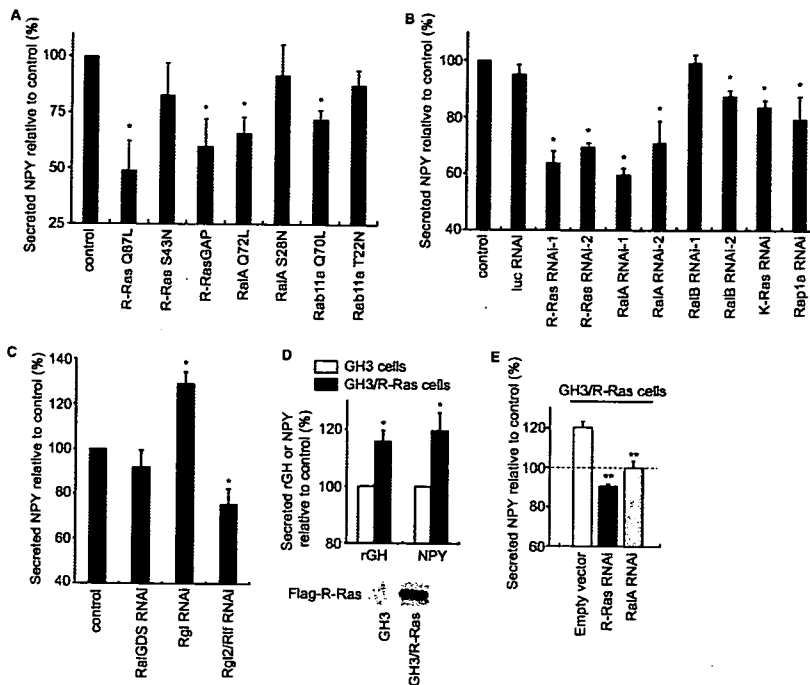 A
Secreted NPY relative to control (%)
100
75
50
25
*
*
*
*
control
R-Ras Q87L
R-Ras S43N
R-RasGAP
RalA Q72L
RalA S28N
Rab11a Q70L
Rab11a T22N
B
Secreted NPY relative to control (%)
100
80
60
40
*
*
*
*
*
*
*
control
luc RNAi
R-Ras RNAi-1
R-Ras RNAi-2
RalA RNAi-1
RalA RNAi-2
RalB RNAi-1
RalB RNAi-2
K-Ras RNAi
Rap1a RNAi
C
Secreted NPY relative to control (%)
140
120
100
80
60
40
*
*
control
RalGDS RNAi
Rgl RNAi
Rgl2/Rlf RNAi
D
GH3 cells
GH3/R-Ras cells
Secreted rGH or NPY
relative to control (%)
120
100
80
*
*
rGH
NPY
Flag-R-Ras
GH3
GH3/R-Ras
E
GH3/R-Ras cells
Secreted NPY relative to control (%)
120
100
80
60
**
**
Empty vector
R-Ras RNAi
RalA RNAi